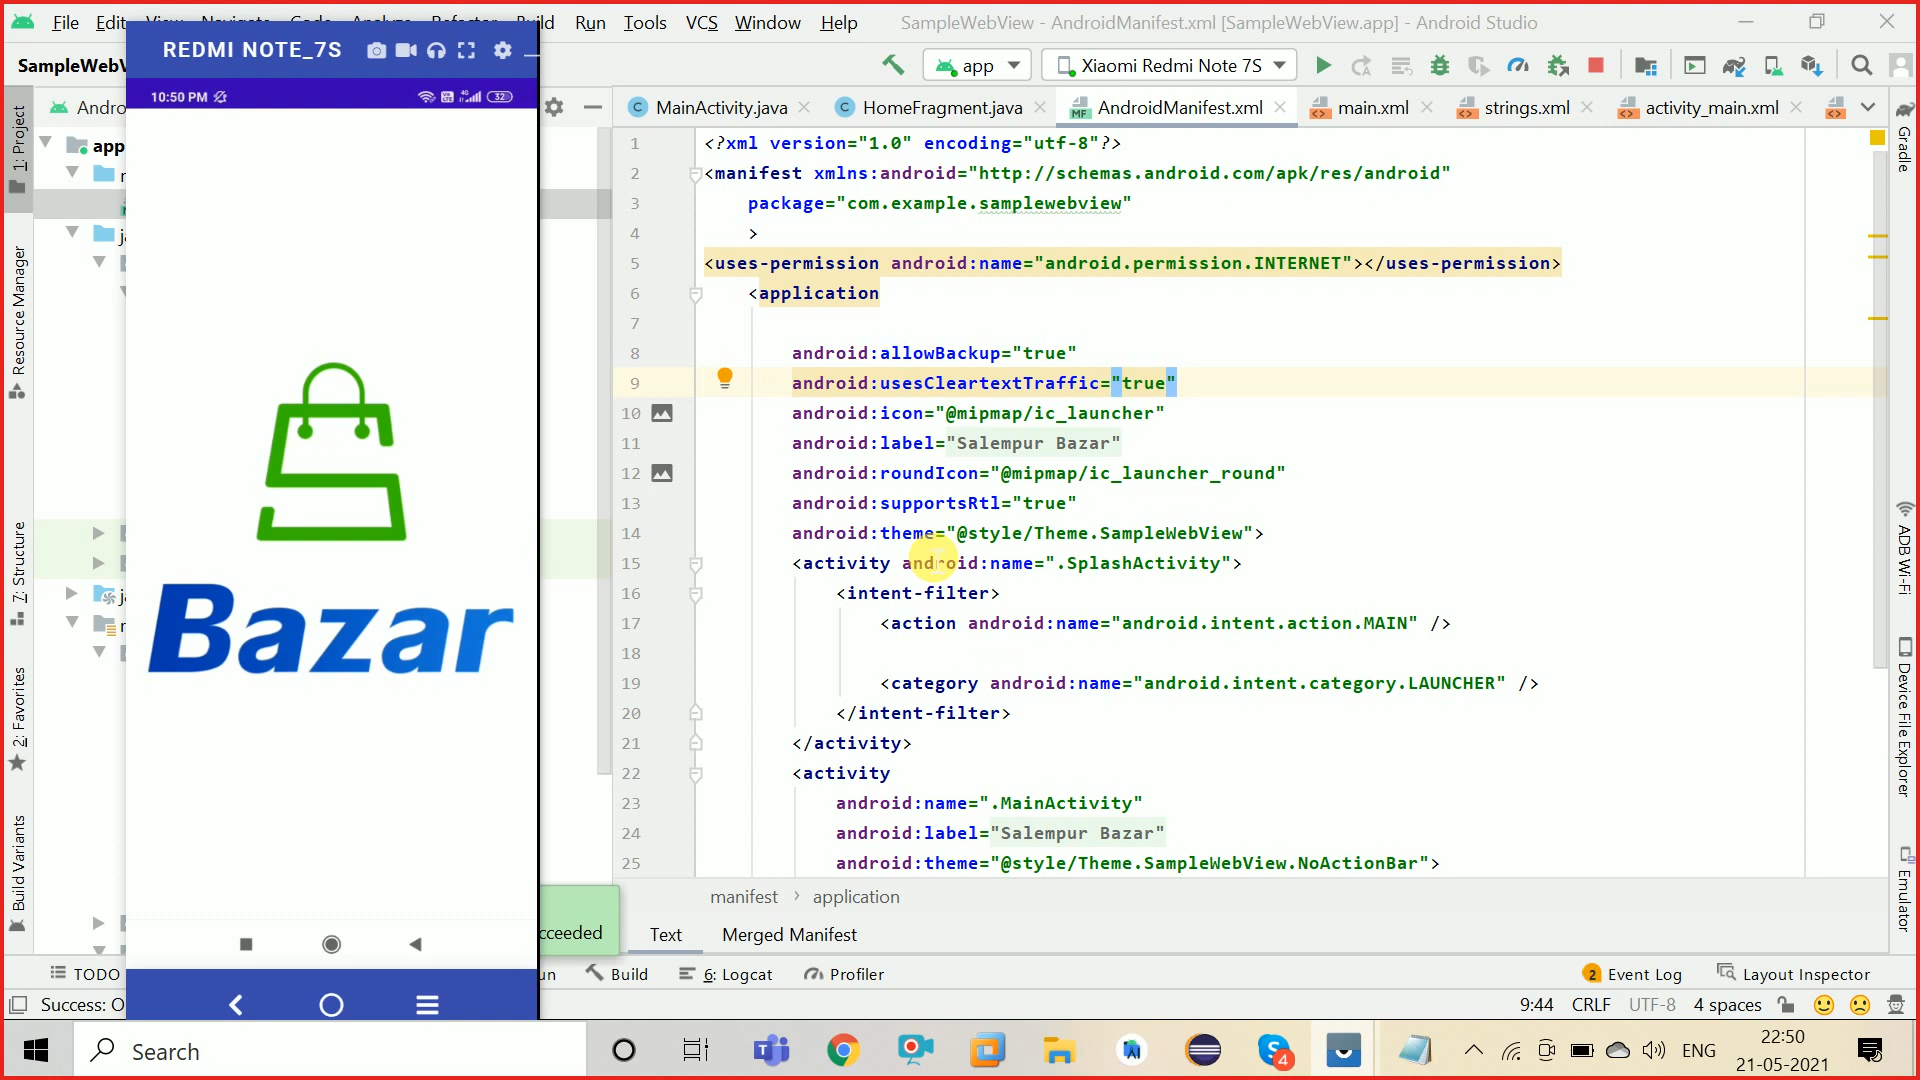 File Edit Build Run Tools VCS Window Help SampleWebView - AndroidManifest.xml [SampleWebView.app] - Android Studio
SampleWebV app Xiaomi Redmi Note 7S
REDMI NOTE_7S
10:50 PM 32
Bazar
1: Project
Resource Manager
7: Structure
2: Favorites
Build Variants
Andro
app
MainActivity.java HomeFragment.java AndroidManifest.xml main.xml strings.xml activity_main.xml
1 <?xml version="1.0" encoding="utf-8"?>
2 <manifest xmlns:android="http://schemas.android.com/apk/res/android"
3 package="com.example.samplewebview"
4 >
5 <uses-permission android:name="android.permission.INTERNET"></uses-permission>
6 <application
7
8 android:allowBackup="true"
9 android:usesCleartextTraffic="true"
10 android:icon="@mipmap/ic_launcher"
11 android:label="Salempur Bazar"
12 android:roundIcon="@mipmap/ic_launcher_round"
13 android:supportsRtl="true"
14 android:theme="@style/Theme.SampleWebView">
15 <activity android:name=".SplashActivity">
16 <intent-filter>
17 <action android:name="android.intent.action.MAIN" />
18
19 <category android:name="android.intent.category.LAUNCHER" />
20 </intent-filter>
21 </activity>
22 <activity
23 android:name=".MainActivity"
24 android:label="Salempur Bazar"
25 android:theme="@style/Theme.SampleWebView.NoActionBar">
manifest application
cceeded
Text Merged Manifest
Gradle
ADB Wi-Fi
Device File Explorer
Emulator
TODO un Build 6: Logcat Profiler 2 Event Log Layout Inspector
Success: O 9:44 CRLF UTF-8 4 spaces
Search 4 ENG 22:50
21-05-2021